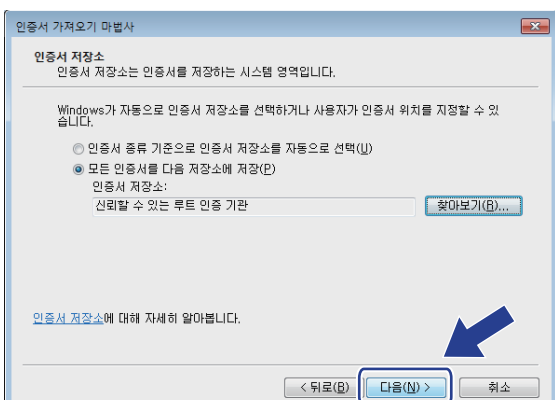 인증서 가져오기 마법사
인증서 저장소
인증서 저장소는 인증서를 저장하는 시스템 영역입니다.
Windows가 자동으로 인증서 저장소를 선택하거나 사용자가 인증서 위치를 지정할 수 있
습니다.
인증서 종류 기준으로 인증서 저장소를 자동으로 선택(U)
모든 인증서를 다음 저장소에 저장(P)
인증서 저장소:
신뢰할 수 있는 루트 인증 기관 찾아보기(R)...
인증서 저장소에 대해 자세히 알아봅니다.
< 뒤로(B) 다음(N) > 취소